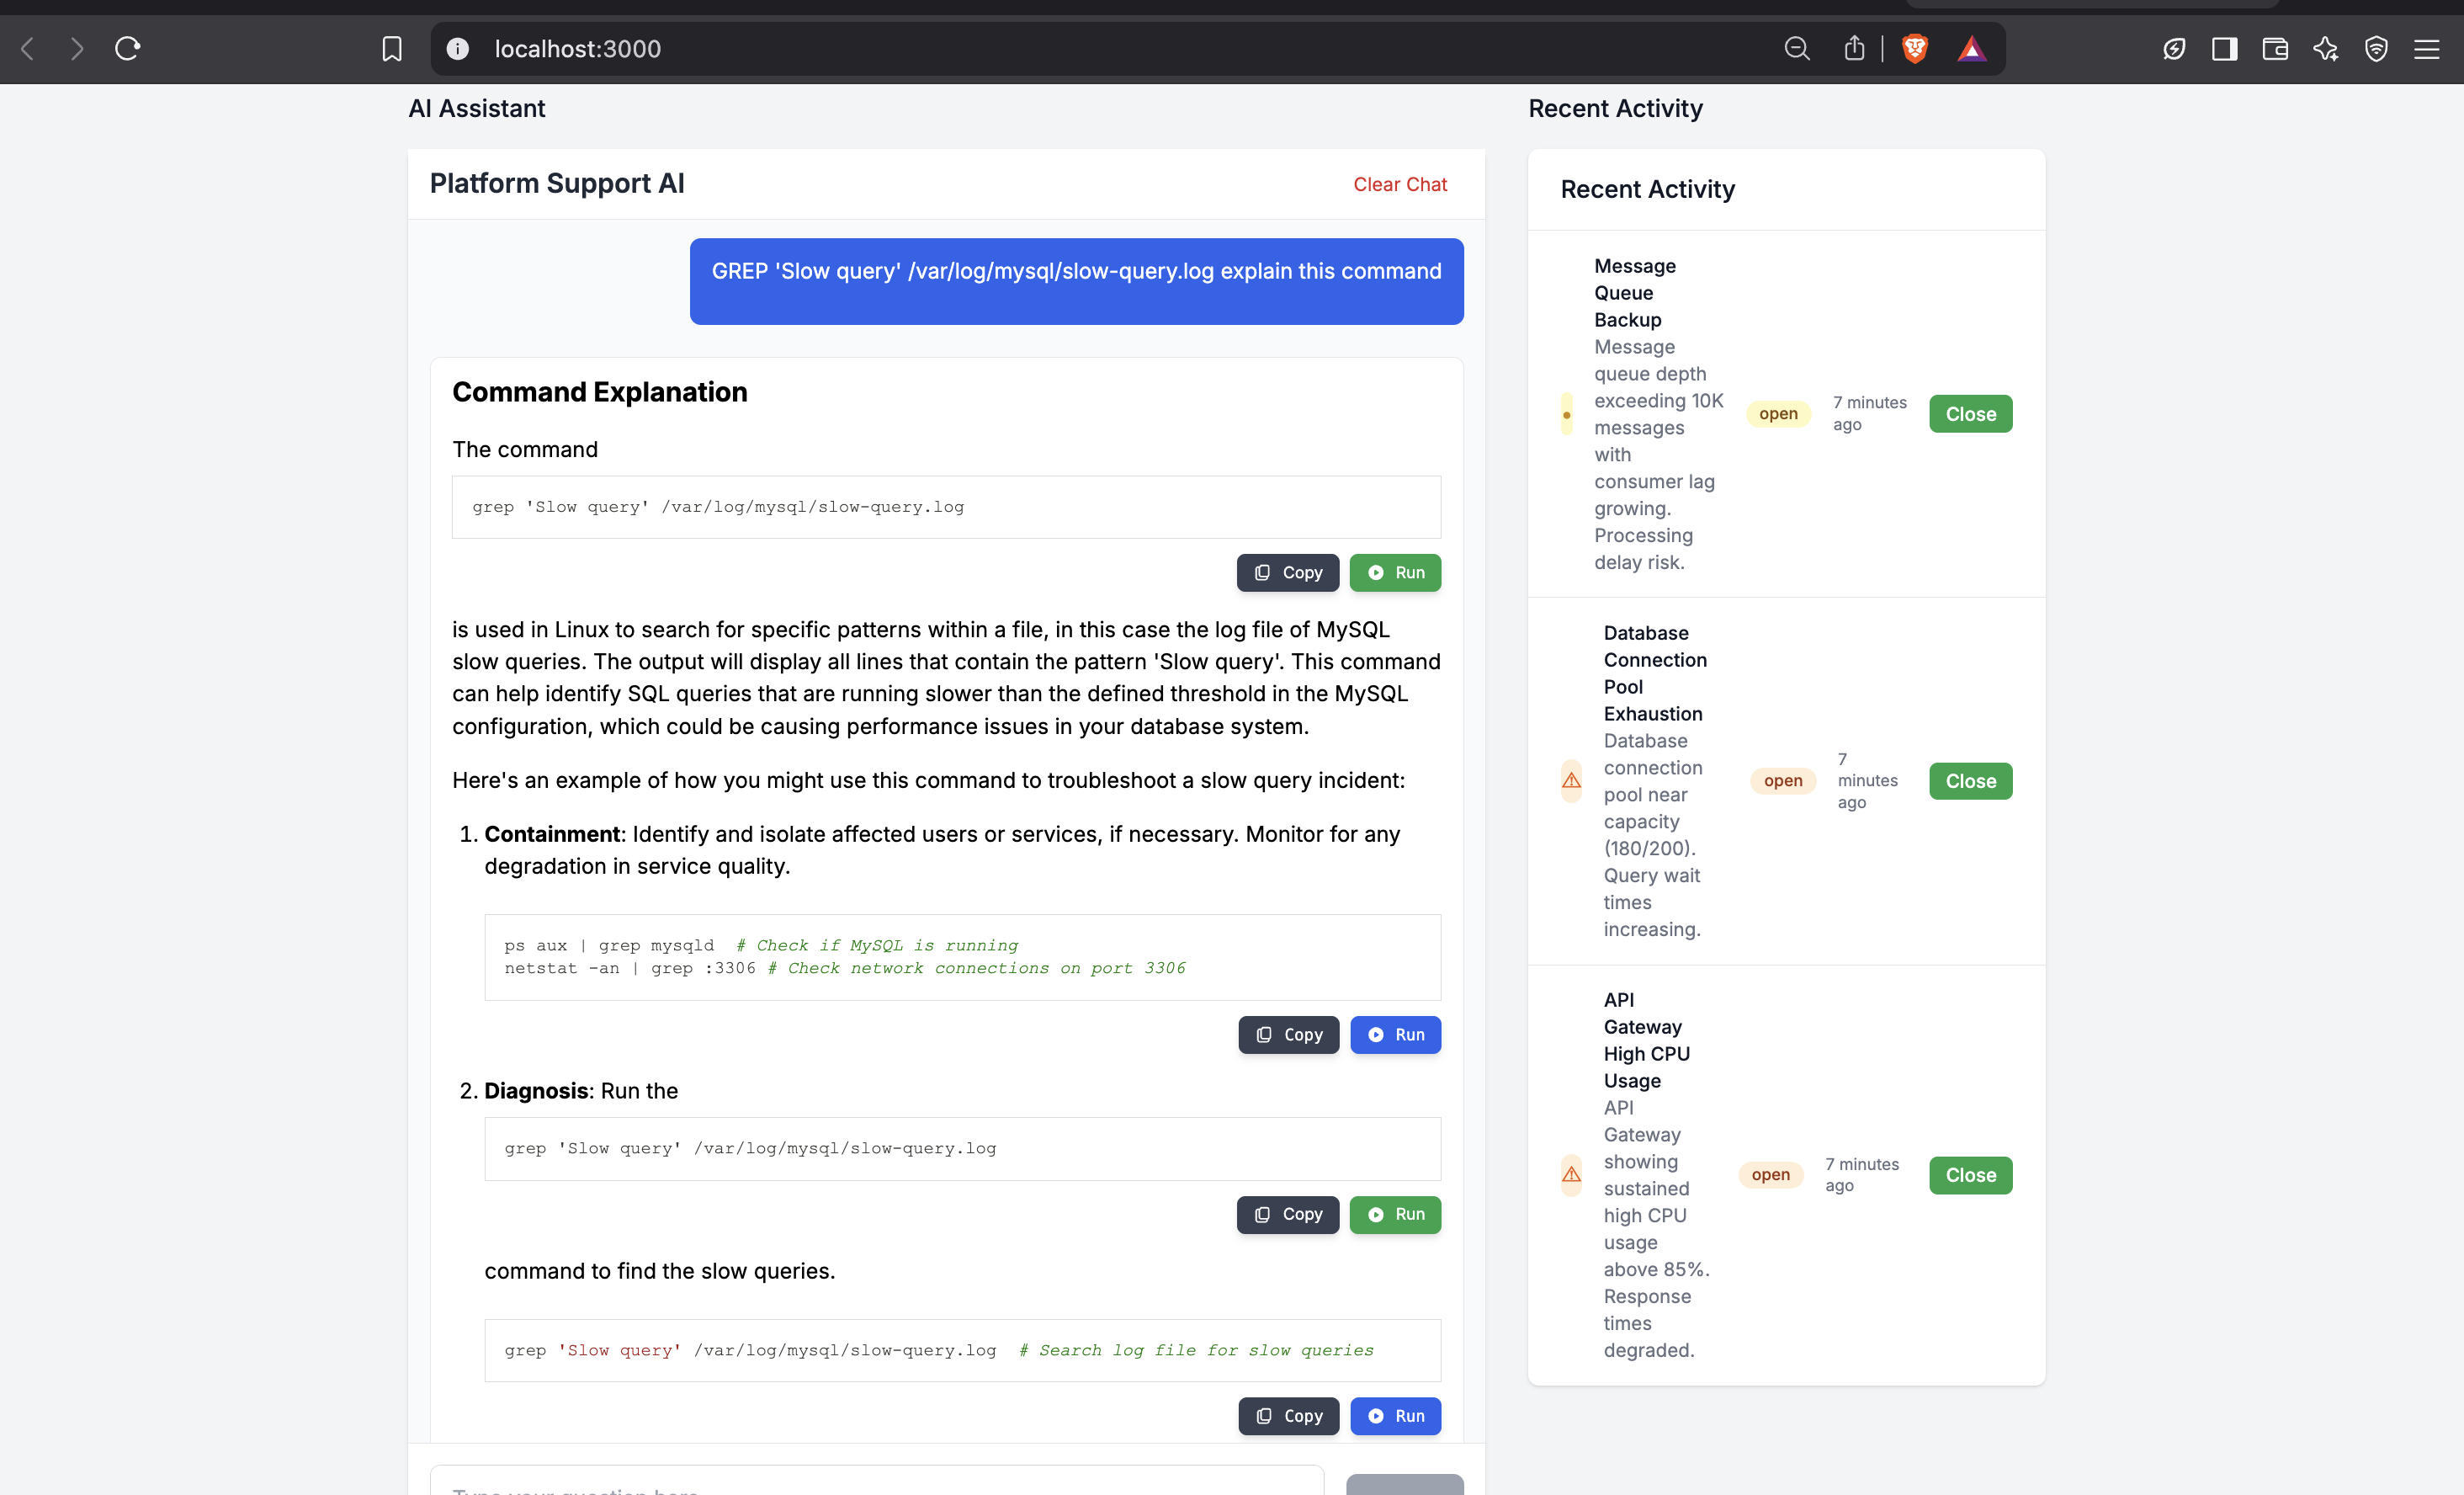 localhost:3000
AI Assistant
Platform Support AI
Clear Chat
GREP 'Slow query' /var/log/mysql/slow-query.log explain this command
Command Explanation
The command
grep 'Slow query' /var/log/mysql/slow-query.log
Copy
Run
is used in Linux to search for specific patterns within a file, in this case the log file of MySQL
slow queries. The output will display all lines that contain the pattern 'Slow query'. This command
can help identify SQL queries that are running slower than the defined threshold in the MySQL
configuration, which could be causing performance issues in your database system.
Here's an example of how you might use this command to troubleshoot a slow query incident:
1. Containment: Identify and isolate affected users or services, if necessary. Monitor for any
degradation in service quality.
ps aux | grep mysqld # Check if MySQL is running
netstat -an | grep :3306 # Check network connections on port 3306
Copy
Run
2. Diagnosis: Run the
grep 'Slow query' /var/log/mysql/slow-query.log
Copy
Run
command to find the slow queries.
grep 'Slow query' /var/log/mysql/slow-query.log # Search log file for slow queries
Copy
Run
Type your question here
Recent Activity
Recent Activity
Message
Queue
Backup
Message
queue depth
exceeding 10K
messages
with
consumer lag
growing.
Processing
delay risk.
open
7 minutes
ago
Close
Database
Connection
Pool
Exhaustion
Database
connection
pool near
capacity
(180/200).
Query wait
times
increasing.
open
7
minutes
ago
Close
API
Gateway
High CPU
Usage
API
Gateway
showing
sustained
high CPU
usage
above 85%.
Response
times
degraded.
open
7 minutes
ago
Close